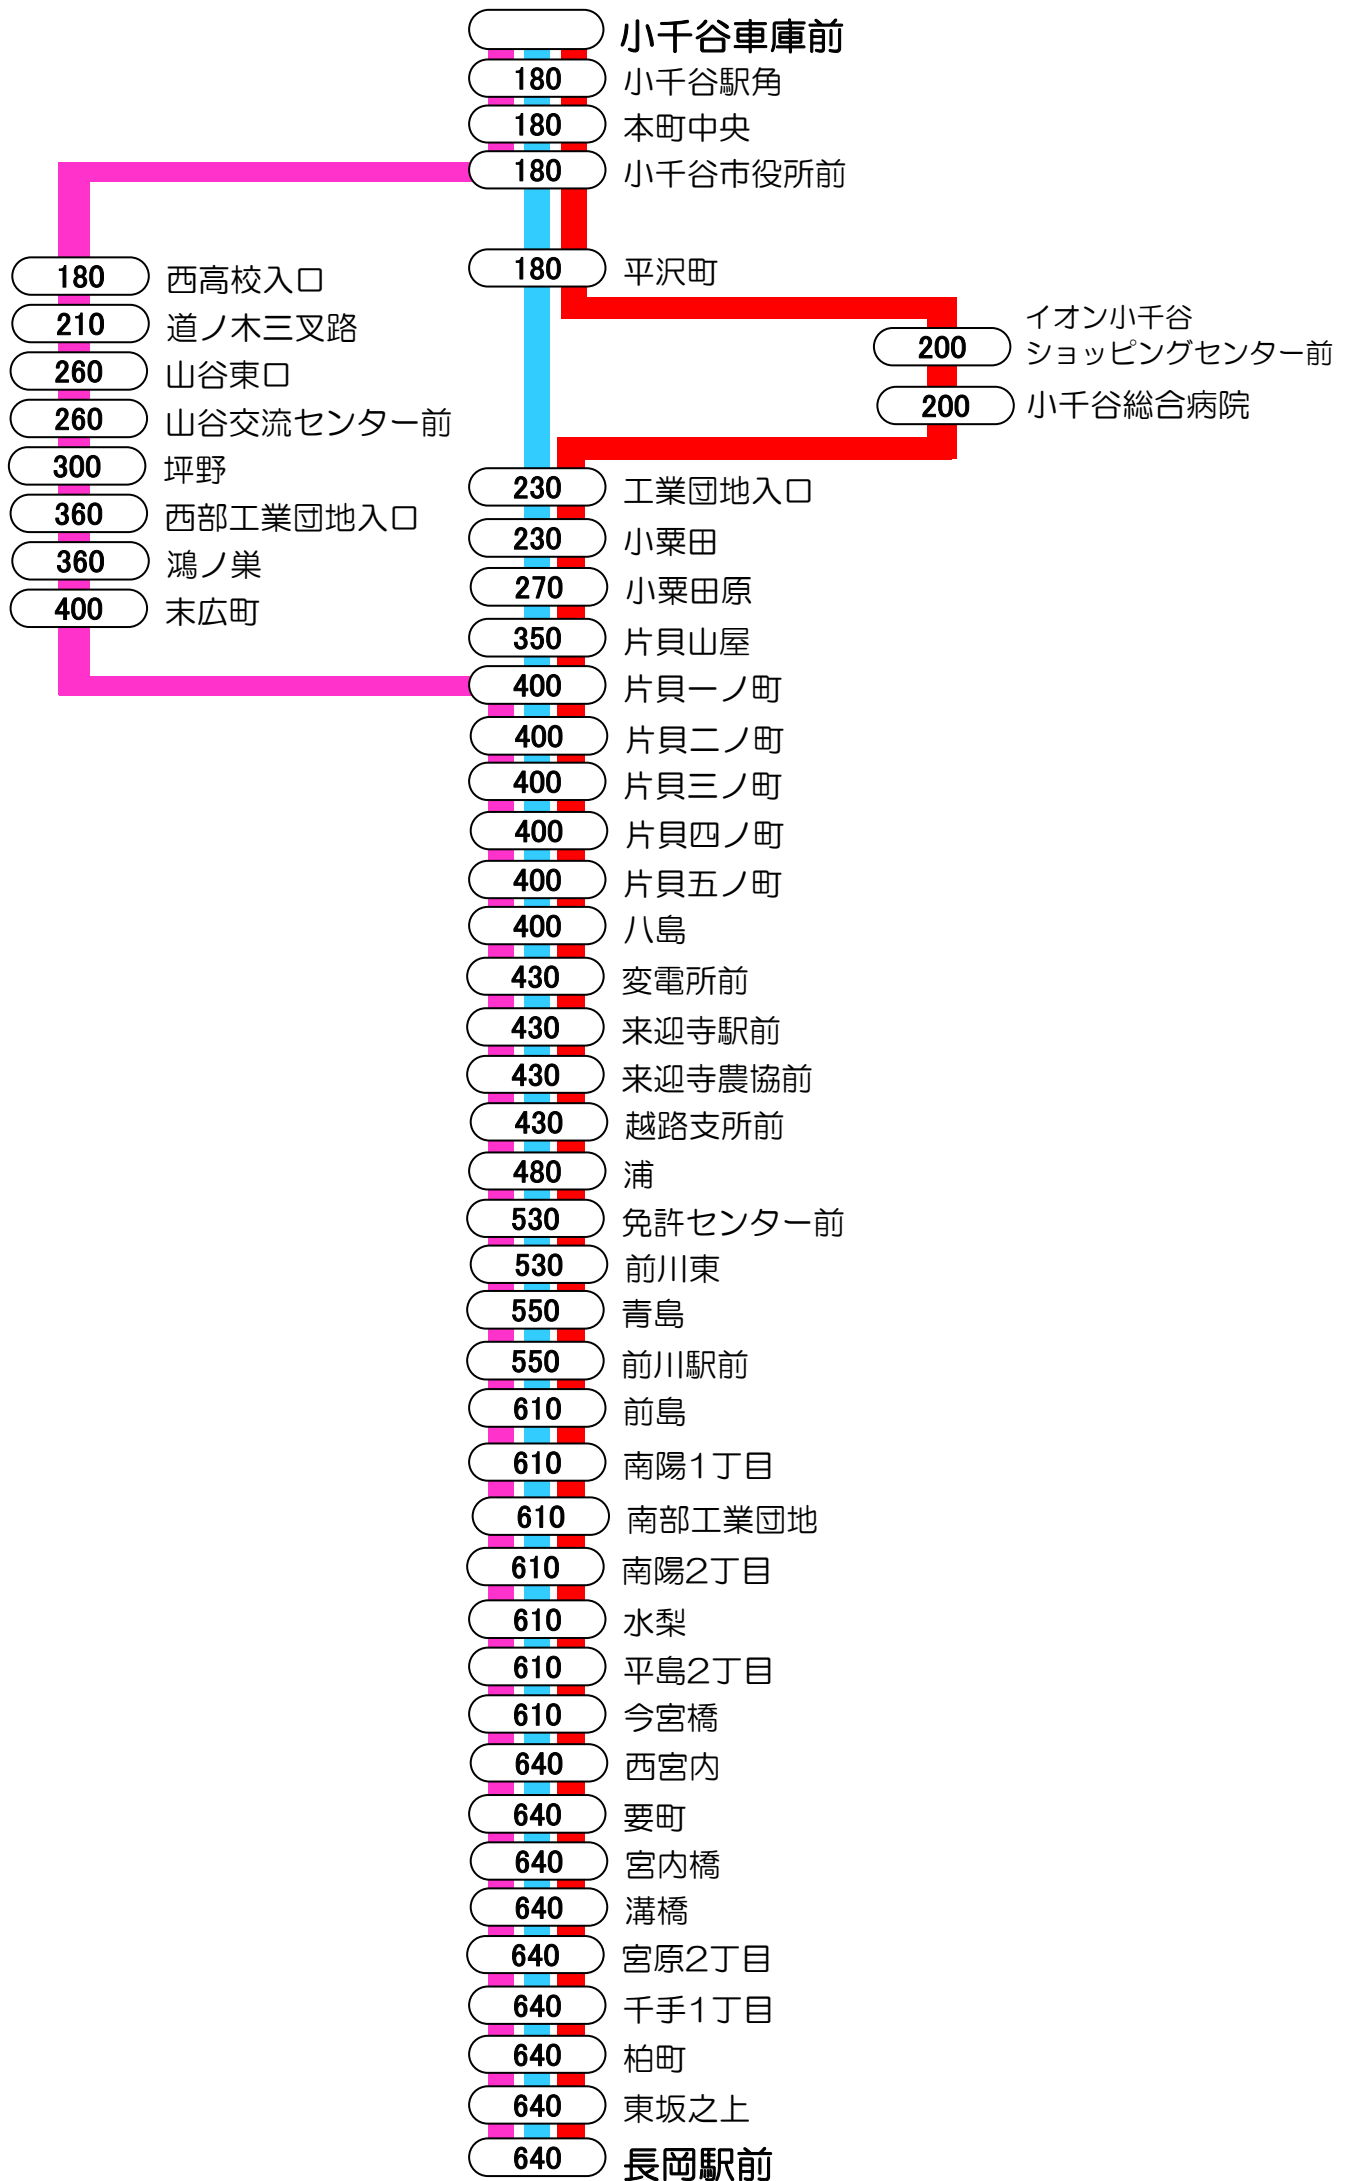 小千谷車庫前
180 小千谷駅角
180 本町中央
180 小千谷市役所前
180 西高校入口
210 道ノ木三叉路
260 山谷東口
260 山谷交流センター前
300 坪野
360 西部工業団地入口
360 鴻ノ巣
400 末広町
180 平沢町
イオン小千谷
200 ショッピングセンター前
200 小千谷総合病院
230 工業団地入口
230 小粟田
270 小粟田原
350 片貝山屋
400 片貝一ノ町
400 片貝二ノ町
400 片貝三ノ町
400 片貝四ノ町
400 片貝五ノ町
400 八島
430 変電所前
430 来迎寺駅前
430 来迎寺農協前
430 越路支所前
480 浦
530 免許センター前
530 前川東
550 青島
550 前川駅前
610 前島
610 南陽1丁目
610 南部工業団地
610 南陽2丁目
610 水梨
610 平島2丁目
610 今宮橋
640 西宮内
640 要町
640 宮内橋
640 溝橋
640 宮原2丁目
640 千手1丁目
640 柏町
640 東坂之上
640 長岡駅前